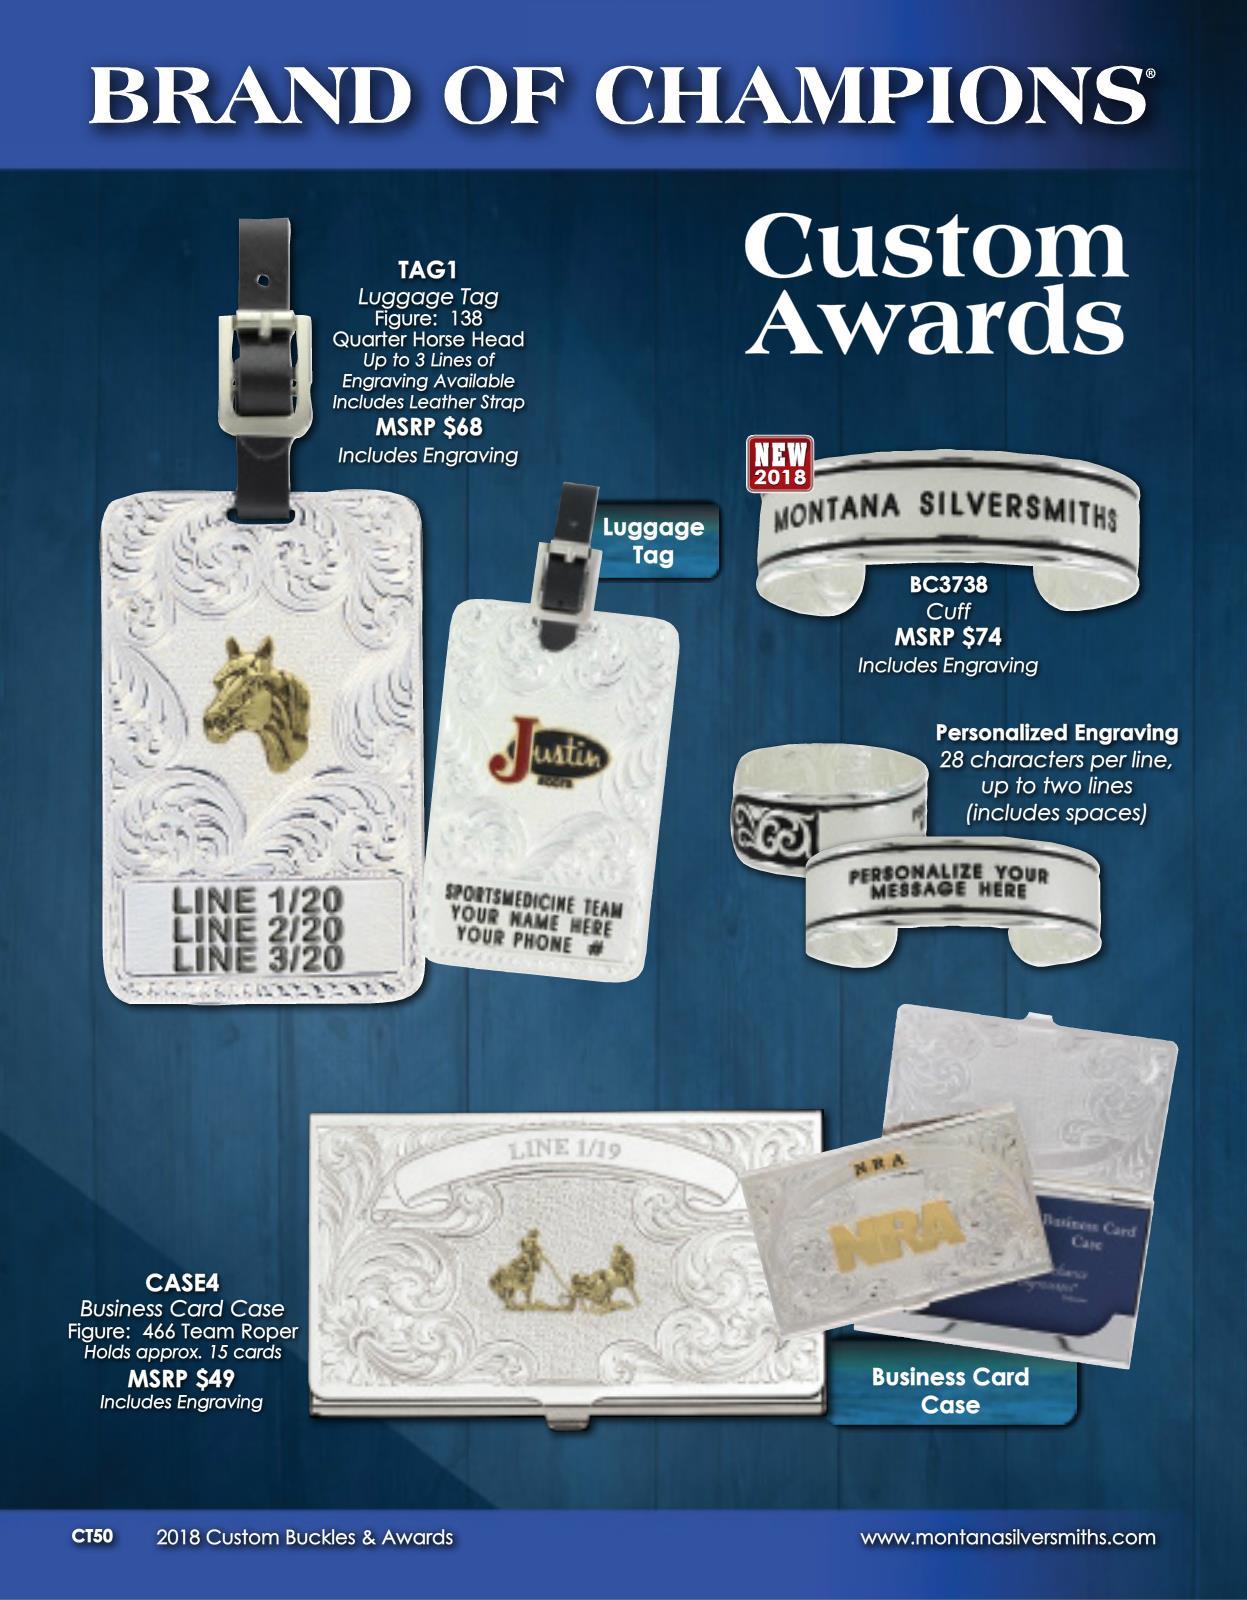 BRAND OF CHAMPIONS®
Custom
Awards
TAG1
Luggage Tag
Figure: 138
Quarter Horse Head
Up to 3 Lines of
Engraving Available
Includes Leather Strap
MSRP $68
Includes Engraving
Luggage
Tag
LINE 1/20
LINE 2/20
LINE 3/20
Justin
BOOTS
SPORTSMEDICINE TEAM
YOUR NAME HERE
YOUR PHONE #
NEW
2018
MONTANA SILVERSMITHS
BC3738
Cuff
MSRP $74
Includes Engraving
Personalized Engraving
28 characters per line,
up to two lines
(includes spaces)
PERSONALIZE YOUR
MESSAGE HERE
LINE 1/19
NRA
NRA
Business Card
Case
CASE4
Business Card Case
Figure: 466 Team Roper
Holds approx. 15 cards
MSRP $49
Includes Engraving
Business Card
Case
CT50
2018 Custom Buckles & Awards
www.montanasilversmiths.com